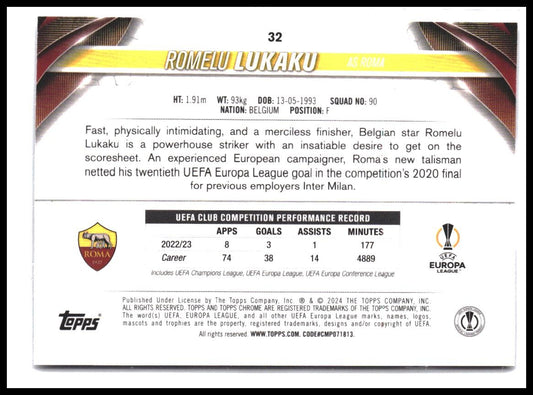 32
ROMELU LUKAKU AS ROMA
HT: 1.91m WT: 93kg DOB: 13-05-1993 SQUAD NO: 90
NATION: BELGIUM POSITION: F
Fast, physically intimidating, and a merciless finisher, Belgian star Romelu
Lukaku is a powerhouse striker with an insatiable desire to get on the
scoresheet. An experienced European campaigner, Roma's new talisman
netted his twentieth UEFA Europa League goal in the competition's 2020 final
for previous employers Inter Milan.
UEFA CLUB COMPETITION PERFORMANCE RECORD
APPS GOALS ASSISTS MINUTES
2022/23 8 3 1 177
Career 74 38 14 4889
Includes UEFA Champions League, UEFA Europa League, UEFA Europa Conference League
ROMA
1927
UEFA
EUROPA
LEAGUE
Published Under License by The Topps Company, Inc. ® & © 2024 THE TOPPS COMPANY, INC.
ALL RIGHTS RESERVED. TOPPS AND TOPPS CHROME ARE REGISTERED TRADEMARKS OF THE TOPPS COMPANY, INC.
The word(s) UEFA, EUROPA LEAGUE, and all other UEFA Europa League marks, names, logos,
mascots and trophies are the property, registered trademarks, designs and/or copyright of UEFA.
All rights reserved WWW.TOPPS.COM. CODE#CMP071813.
Topps